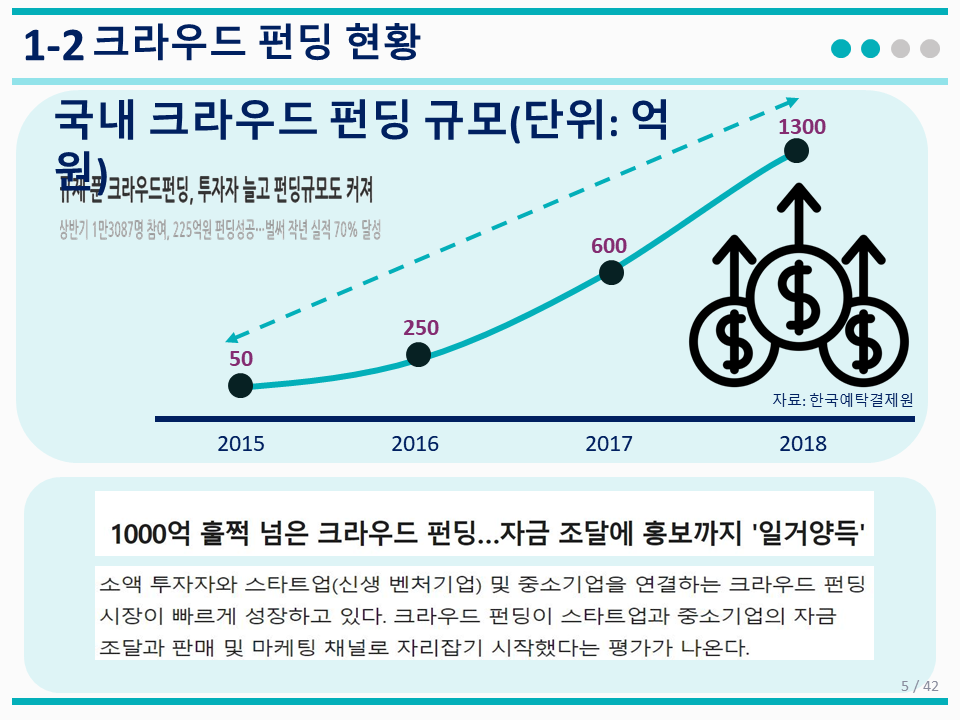 1-2 크라우드 펀딩 현황
국내 크라우드 펀딩 규모(단위: 억
원)
규제 푼 크라우드펀딩, 투자자 늘고 펀딩규모도 커져
상반기 1만3087명 참여, 225억원 펀딩성공…벌써 작년 실적 70% 달성
1300
600
250
50
자료: 한국예탁결제원
2015 2016 2017 2018
1000억 훌쩍 넘은 크라우드 펀딩...자금 조달에 홍보까지 '일거양득'
소액 투자자와 스타트업(신생 벤처기업) 및 중소기업을 연결하는 크라우드 펀딩
시장이 빠르게 성장하고 있다. 크라우드 펀딩이 스타트업과 중소기업의 자금
조달과 판매 및 마케팅 채널로 자리잡기 시작했다는 평가가 나온다.
5 / 42